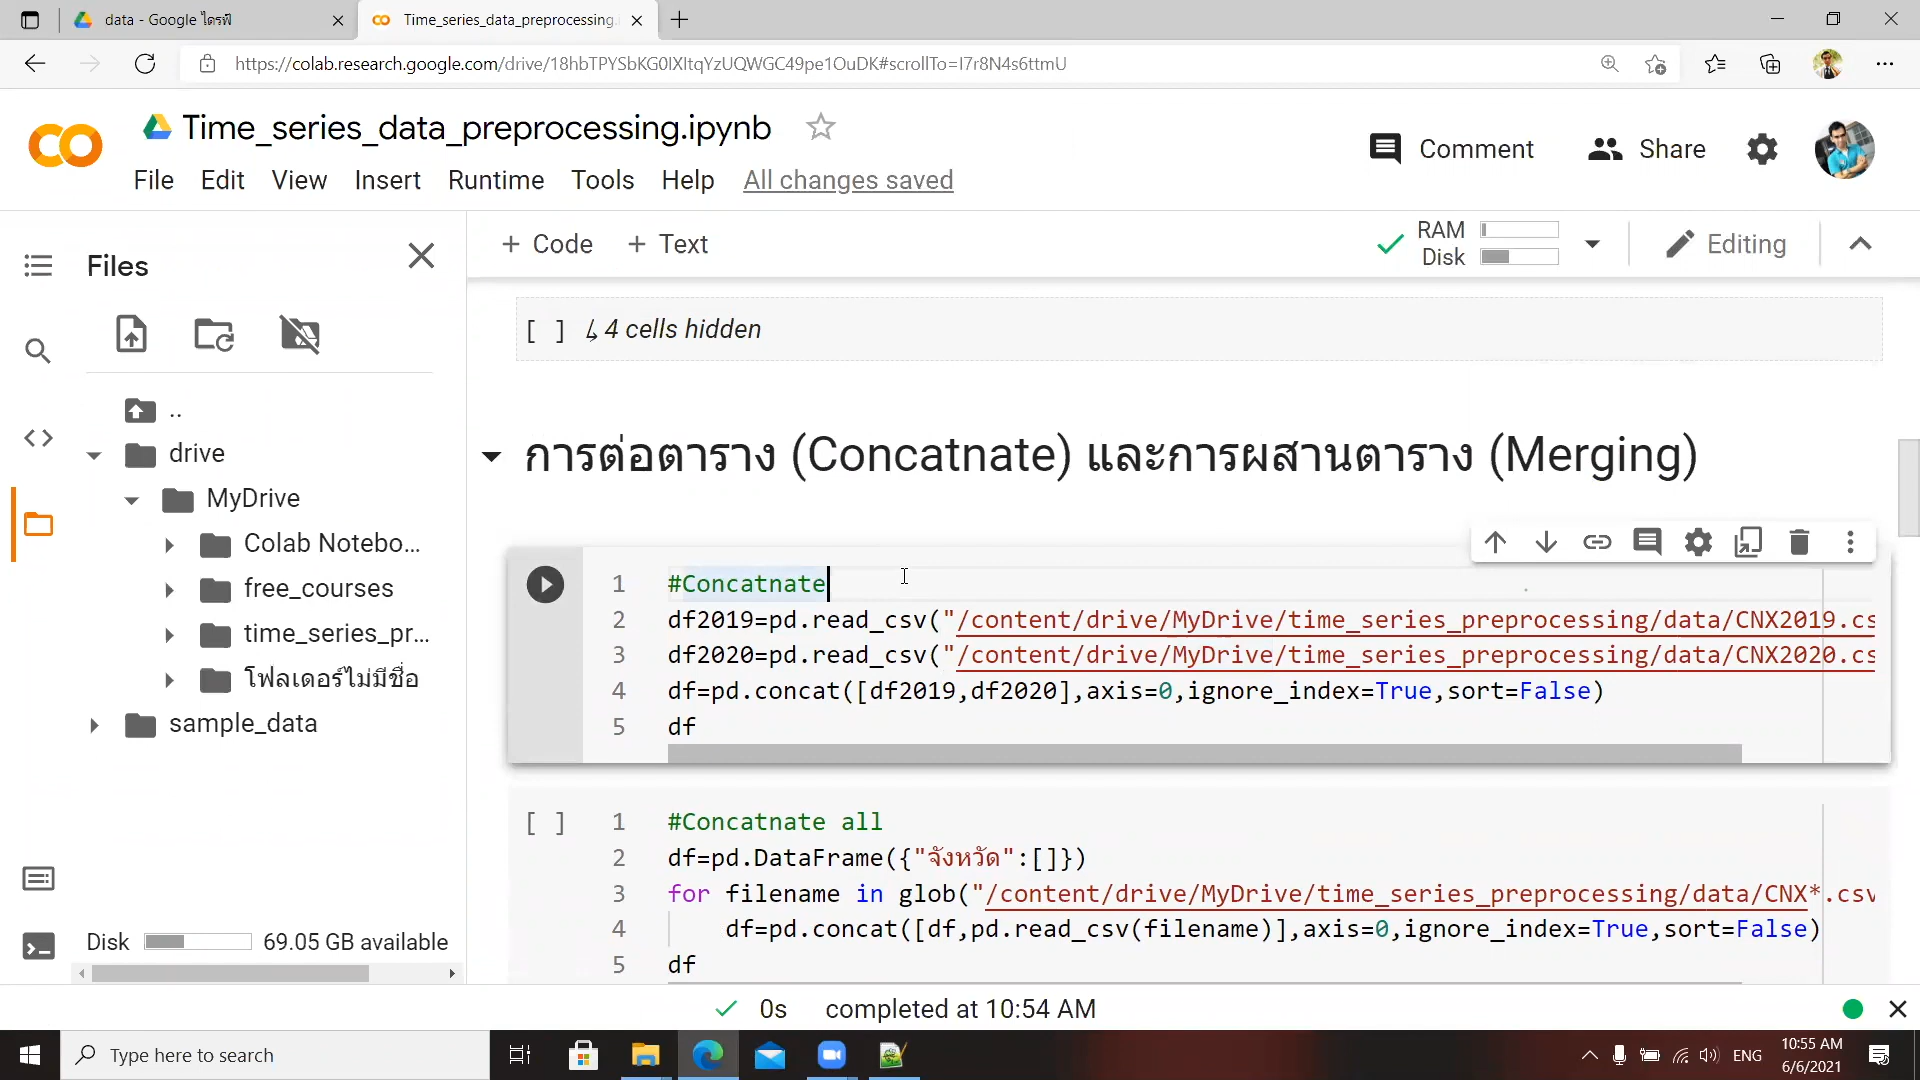 data - Google ไดรฟ์
Time_series_data_preprocessing.
https://colab.research.google.com/drive/18hbTPYSbKG0IXItqYzUQWGC49pe1OuDK#scrollTo=I7r8N4s6ttmU
Time_series_data_preprocessing.ipynb
Comment
Share
File Edit View Insert Runtime Tools Help All changes saved
+ Code + Text
RAM
Disk
Editing
Files
..
drive
MyDrive
Colab Notebo...
free_courses
time_series_pr...
โฟลเดอร์ไม่มีชื่อ
sample_data
Disk 69.05 GB available
[ ] ↳ 4 cells hidden
การต่อตาราง (Concatnate) และการผสานตาราง (Merging)
1 #Concatnate
2 df2019=pd.read_csv("/content/drive/MyDrive/time_series_preprocessing/data/CNX2019.cs
3 df2020=pd.read_csv("/content/drive/MyDrive/time_series_preprocessing/data/CNX2020.cs
4 df=pd.concat([df2019,df2020],axis=0,ignore_index=True,sort=False)
5 df
[ ] 1 #Concatnate all
2 df=pd.DataFrame({"จังหวัด":[]})
3 for filename in glob("/content/drive/MyDrive/time_series_preprocessing/data/CNX*.csv
4 df=pd.concat([df,pd.read_csv(filename)],axis=0,ignore_index=True,sort=False)
5 df
0s completed at 10:54 AM
Type here to search
ENG
10:55 AM
6/6/2021